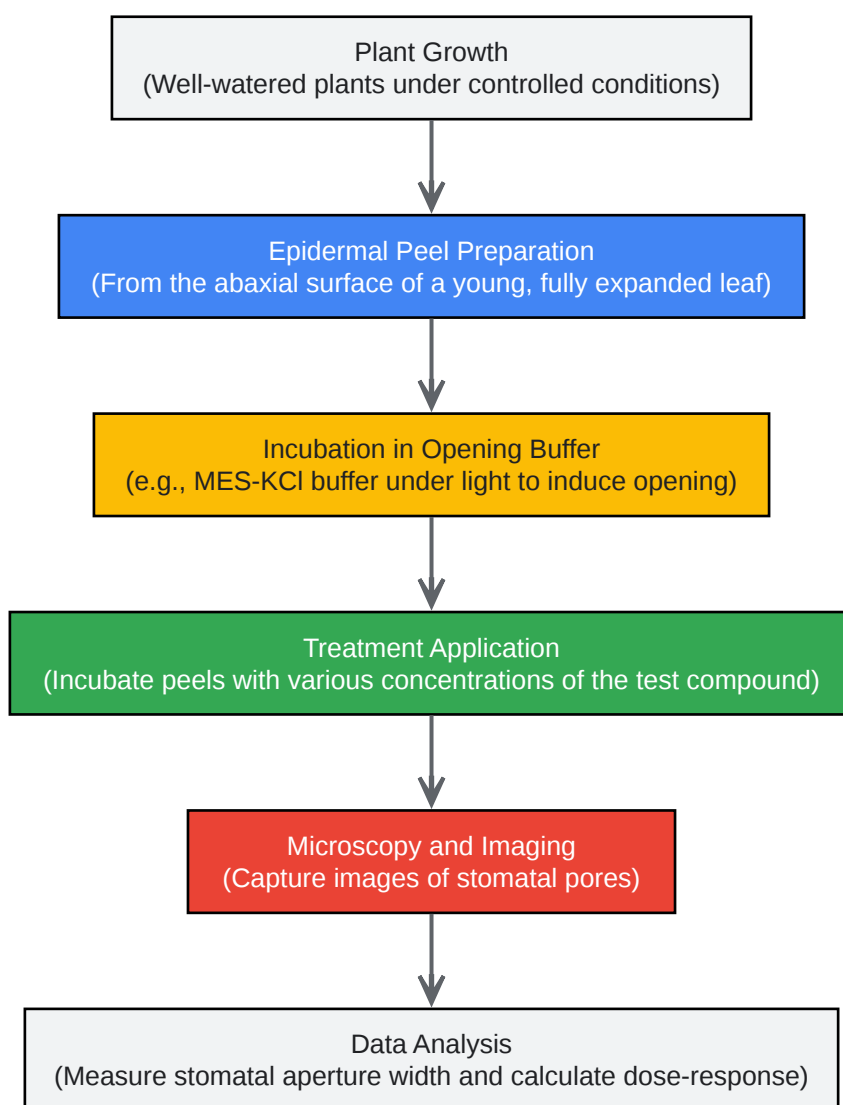 Plant Growth
(Well-watered plants under controlled conditions)
Epidermal Peel Preparation
(From the abaxial surface of a young, fully expanded leaf)
Incubation in Opening Buffer
(e.g., MES-KCl buffer under light to induce opening)
Treatment Application
(Incubate peels with various concentrations of the test compound)
Microscopy and Imaging
(Capture images of stomatal pores)
Data Analysis
(Measure stomatal aperture width and calculate dose-response)